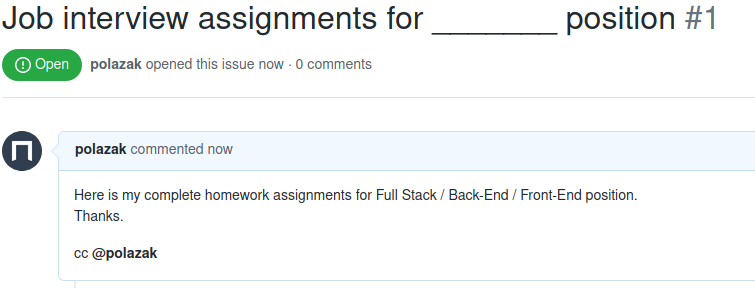 Job interview assignments for _______ position #1
Open polazak opened this issue now · 0 comments
polazak commented now
Here is my complete homework assignments for Full Stack / Back-End / Front-End position.
Thanks.
cc @polazak